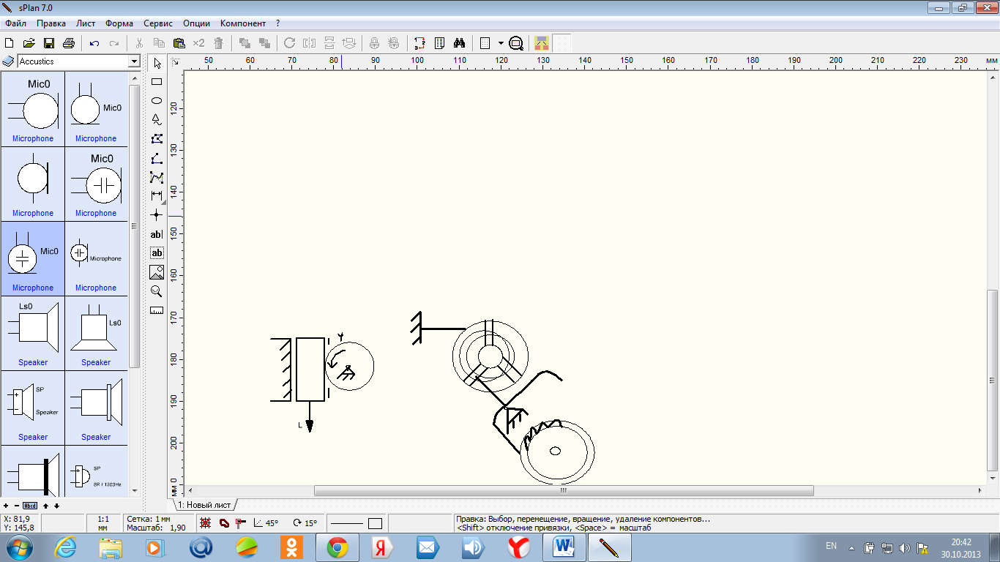 sPlan 7.0
Файл Правка Лист Форма Сервис Опции Компонент ?
×2
Accustics
50 60 70 80 90 100 110 120 130 140 150 160 170 180 190 200 210 220 230 мм
120
130
140
150
160
170
180
190
200
мм 0
Mic0
Microphone
Mic0
Microphone
Microphone
Mic0
Microphone
Mic0
Microphone
Microphone
Microphone
Ls0
Speaker
Ls0
Speaker
SP
Speaker
Speaker
Speaker
SP
8R / 1200Hz
ab|
ab
Y
L
Abcd
1: Новый лист
X: 81,9
Y: 145,8
1:1
мм
Сетка: 1 мм
Масштаб: 1,90
45°
15°
Правка: Выбор, перемещение, вращение, удаление компонентов...
<Shift> отключение привязки, <Space> = масштаб
EN
20:42
30.10.2013